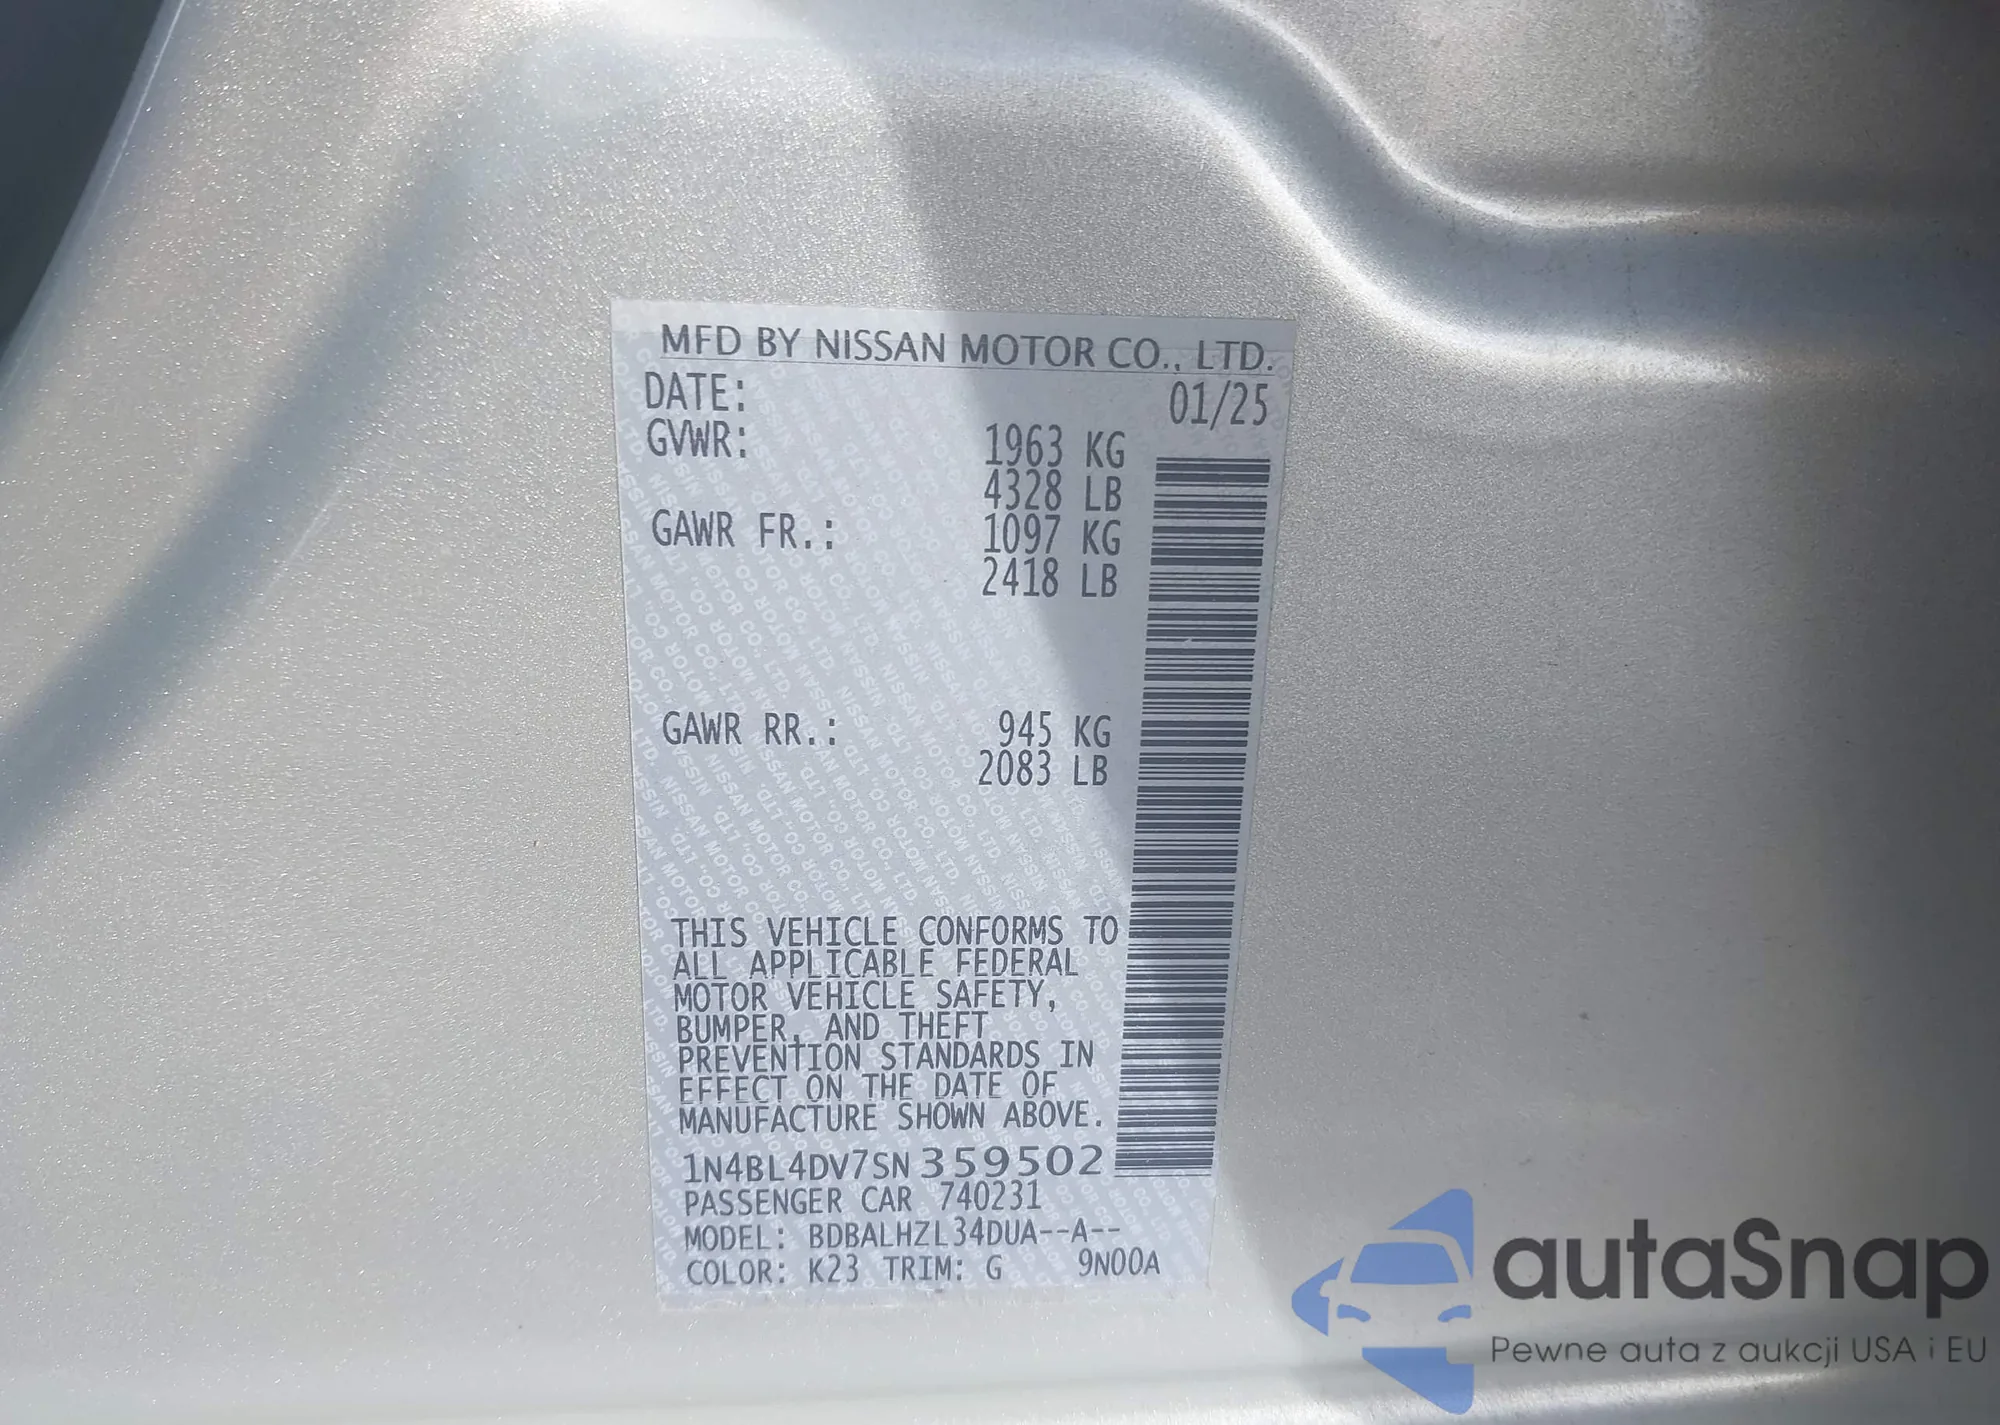 MFD BY NISSAN MOTOR CO., LTD.
DATE: 01/25
GVWR: 1963 KG
4328 LB
GAWR FR.: 1097 KG
2418 LB
GAWR RR.: 945 KG
2083 LB
THIS VEHICLE CONFORMS TO
ALL APPLICABLE FEDERAL
MOTOR VEHICLE SAFETY,
BUMPER, AND THEFT
PREVENTION STANDARDS IN
EFFECT ON THE DATE OF
MANUFACTURE SHOWN ABOVE.
1N4BL4DV7SN359502
PASSENGER CAR 740231
MODEL: BDBALHZL34DUA--A--
COLOR: K23 TRIM: G 9N00A
autaSnap
Pewne auta z aukcji USA i EU